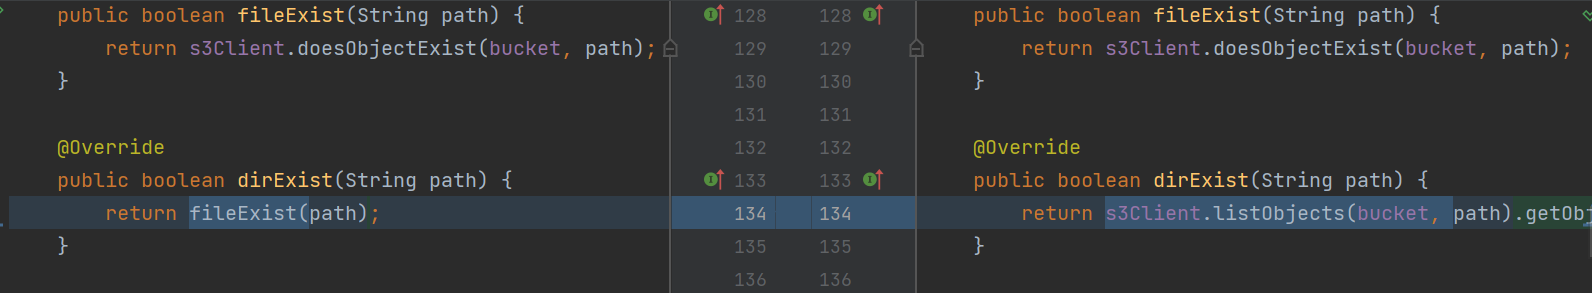 public boolean fileExist(String path) {
return s3Client.doesObjectExist(bucket, path);
}
@Override
public boolean dirExist(String path) {
return fileExist(path);
}
128 128
129 129
130 130
131 131
132 132
133 133
134 134
135 135
136 136
public boolean fileExist(String path) {
return s3Client.doesObjectExist(bucket, path);
}
@Override
public boolean dirExist(String path) {
return s3Client.listObjects(bucket, path).getOb
}